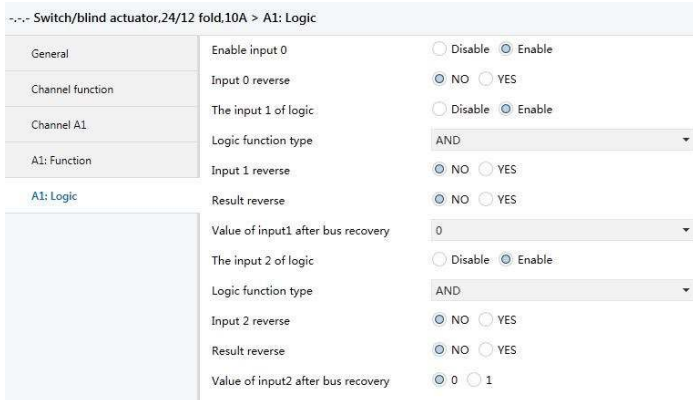 -.-.- Switch/blind actuator,24/12 fold,10A > A1: Logic
General
Channel function
Channel A1
A1: Function
A1: Logic
Enable input 0 Disable Enable
Input 0 reverse NO YES
The input 1 of logic Disable Enable
Logic function type AND
Input 1 reverse NO YES
Result reverse NO YES
Value of input1 after bus recovery 0
The input 2 of logic Disable Enable
Logic function type AND
Input 2 reverse NO YES
Result reverse NO YES
Value of input2 after bus recovery 0 1